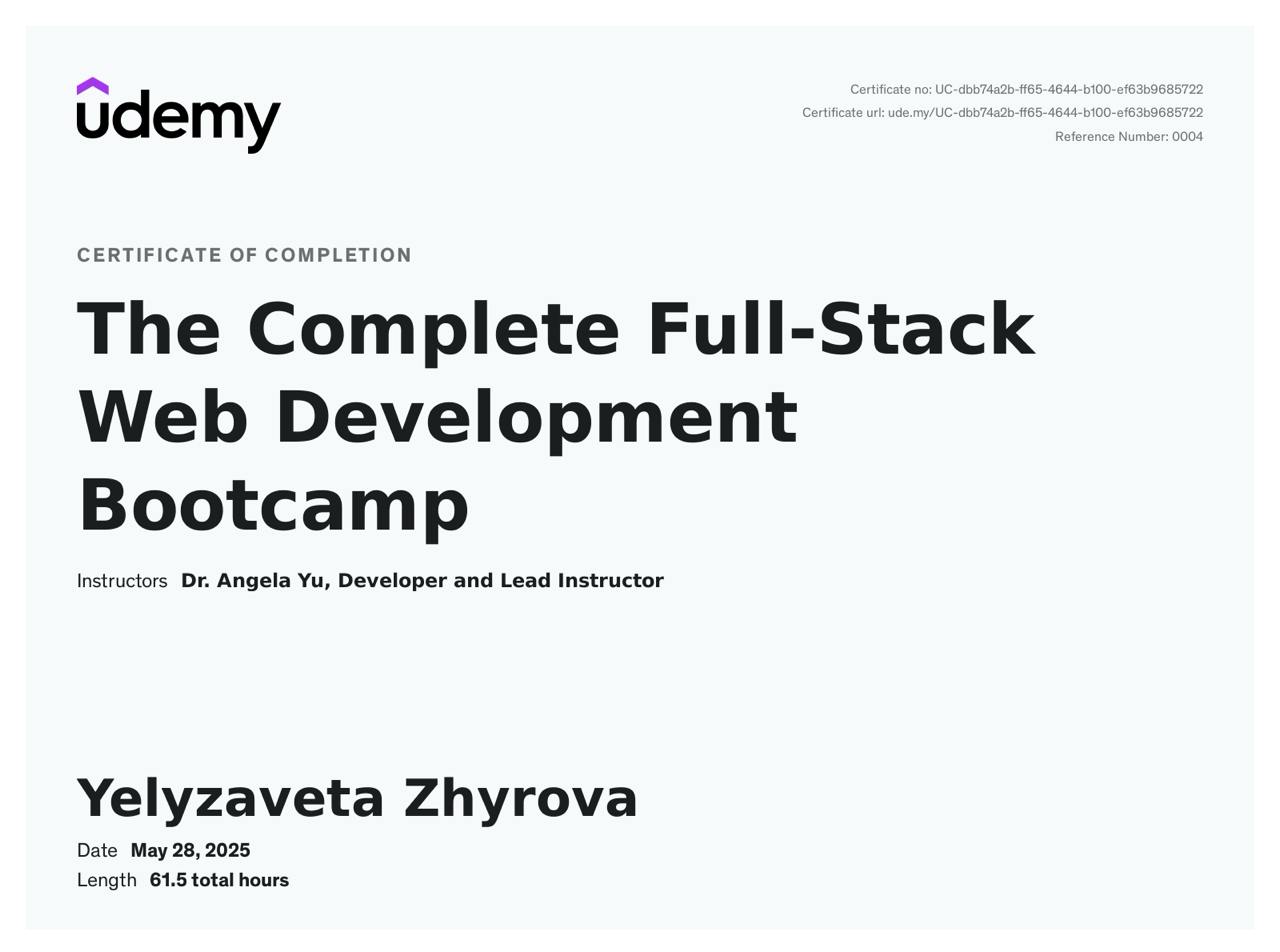 udemy
Certificate no: UC-dbb74a2b-ff65-4644-b100-ef63b9685722
Certificate url: ude.my/UC-dbb74a2b-ff65-4644-b100-ef63b9685722
Reference Number: 0004
CERTIFICATE OF COMPLETION
The Complete Full-Stack
Web Development
Bootcamp
Instructors Dr. Angela Yu, Developer and Lead Instructor
Yelyzaveta Zhyrova
Date May 28, 2025
Length 61.5 total hours